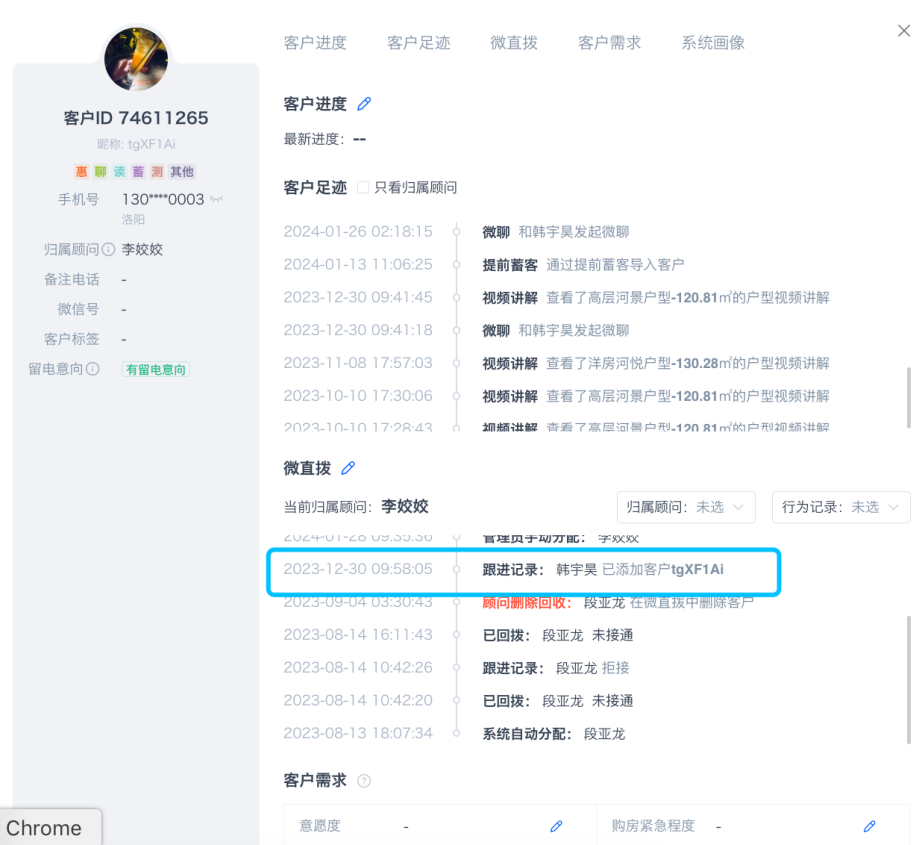 客户进度 客户足迹 微直拨 客户需求 系统画像
客户ID 74611265
昵称: tgXF1Ai
惠 聊 读 蓄 测 其他
手机号 130****0003
洛阳
归属顾问 李姣姣
备注电话 -
微信号 -
客户标签 -
留电意向 有留电意向
客户进度
最新进度: --
客户足迹 只看归属顾问
2024-01-26 02:18:15 微聊 和韩宇昊发起微聊
2024-01-13 11:06:25 提前蓄客 通过提前蓄客导入客户
2023-12-30 09:41:45 视频讲解 查看了高层河景户型-120.81㎡的户型视频讲解
2023-12-30 09:41:18 微聊 和韩宇昊发起微聊
2023-11-08 17:57:03 视频讲解 查看了洋房河悦户型-130.28㎡的户型视频讲解
2023-10-10 17:30:06 视频讲解 查看了高层河景户型-120.81㎡的户型视频讲解
2023-10-10 17:28:43 视频讲解 查看了高层河景户型-120.81㎡的户型视频讲解
微直拨
当前归属顾问: 李姣姣 归属顾问: 未选 行为记录: 未选
2024-01-28 09:35:36 管理员手动分配: 李姣姣
2023-12-30 09:58:05 跟进记录: 韩宇昊 已添加客户tgXF1Ai
2023-09-04 03:30:43 顾问删除回收: 段亚龙 在微直拨中删除客户
2023-08-14 16:11:43 已回拨: 段亚龙 未接通
2023-08-14 10:42:26 跟进记录: 段亚龙 拒接
2023-08-14 10:42:20 已回拨: 段亚龙 未接通
2023-08-13 18:07:34 系统自动分配: 段亚龙
客户需求
意愿度 - 购房紧急程度 -
Chrome